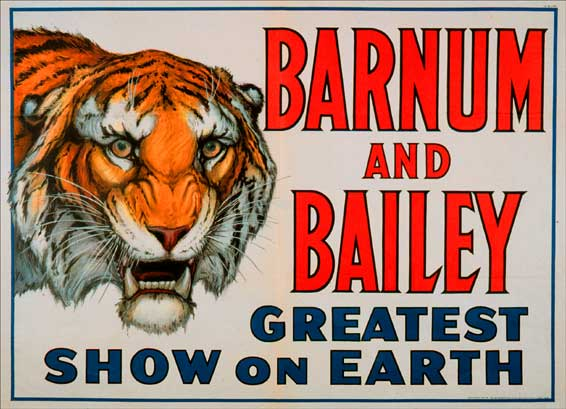 BARNUM
AND
BAILEY
GREATEST
SHOW ON EARTH